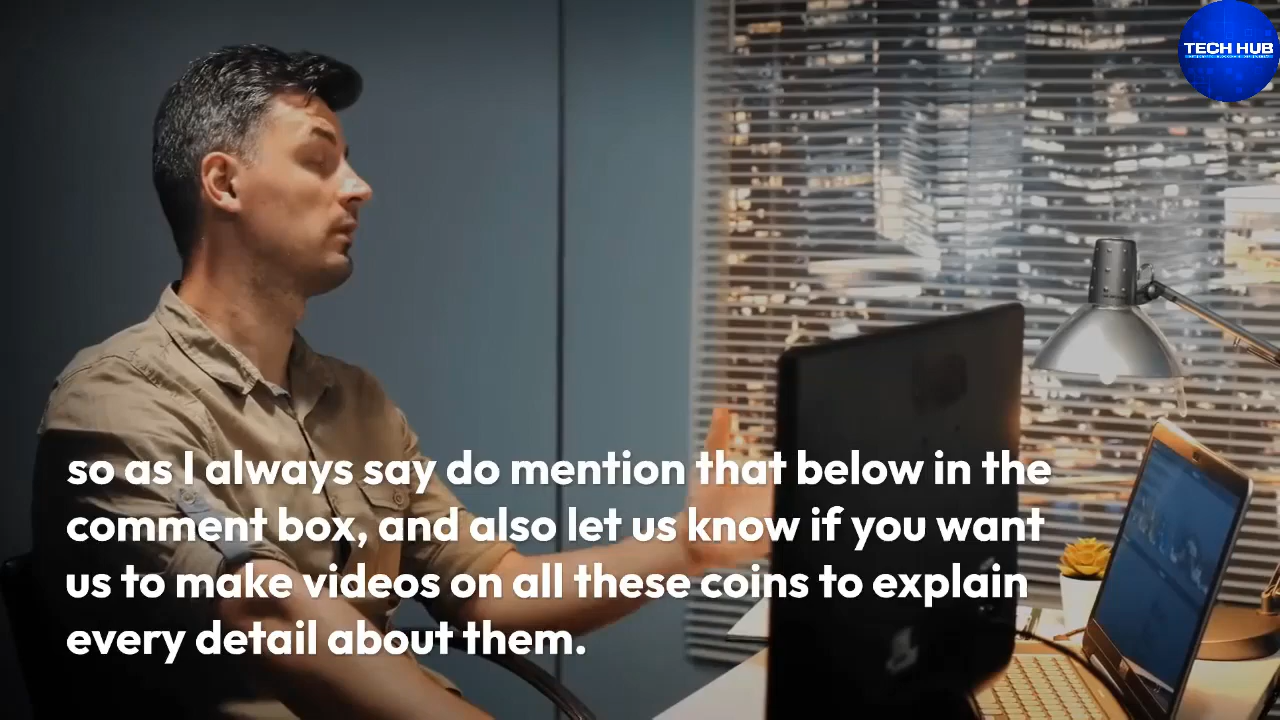 TECH HUB
so as I always say do mention that below in the
comment box, and also let us know if you want
us to make videos on all these coins to explain
every detail about them.